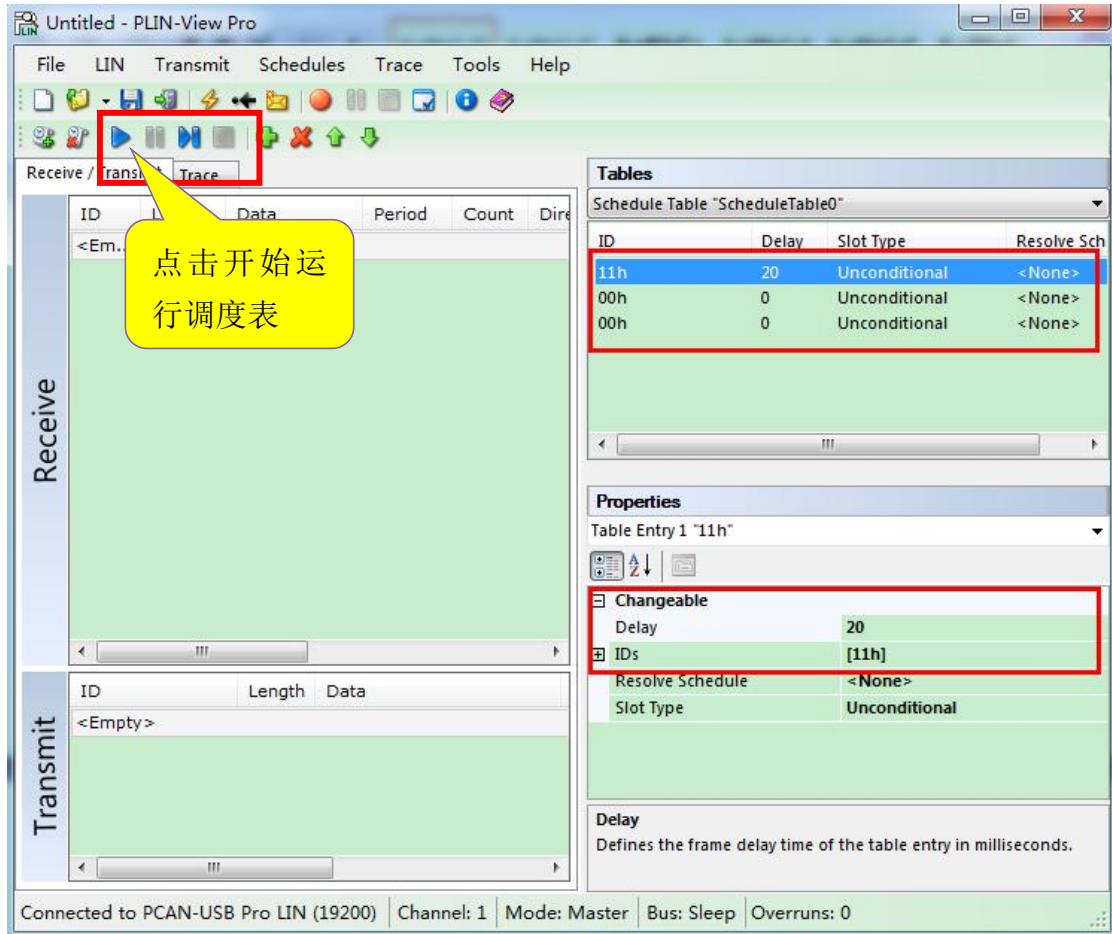 Untitled - PLIN-View Pro
File LIN Transmit Schedules Trace Tools Help
Receive / Transmit Trace
Tables
Schedule Table "ScheduleTable0"
ID Data Period Count Dire
<Em..
点击开始运
行调度表
ID Delay Slot Type Resolve Sch
11h 20 Unconditional <None>
00h 0 Unconditional <None>
00h 0 Unconditional <None>
Receive
Properties
Table Entry 1 "11h"
Changeable
Delay 20
IDs [11h]
Resolve Schedule <None>
Slot Type Unconditional
ID Length Data
<Empty>
Transmit
Delay
Defines the frame delay time of the table entry in milliseconds.
Connected to PCAN-USB Pro LIN (19200) Channel: 1 Mode: Master Bus: Sleep Overruns: 0